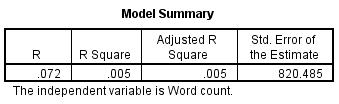 Model Summary
R R Square Adjusted R Square Std. Error of the Estimate
.072 .005 .005 820.485
The independent variable is Word count.